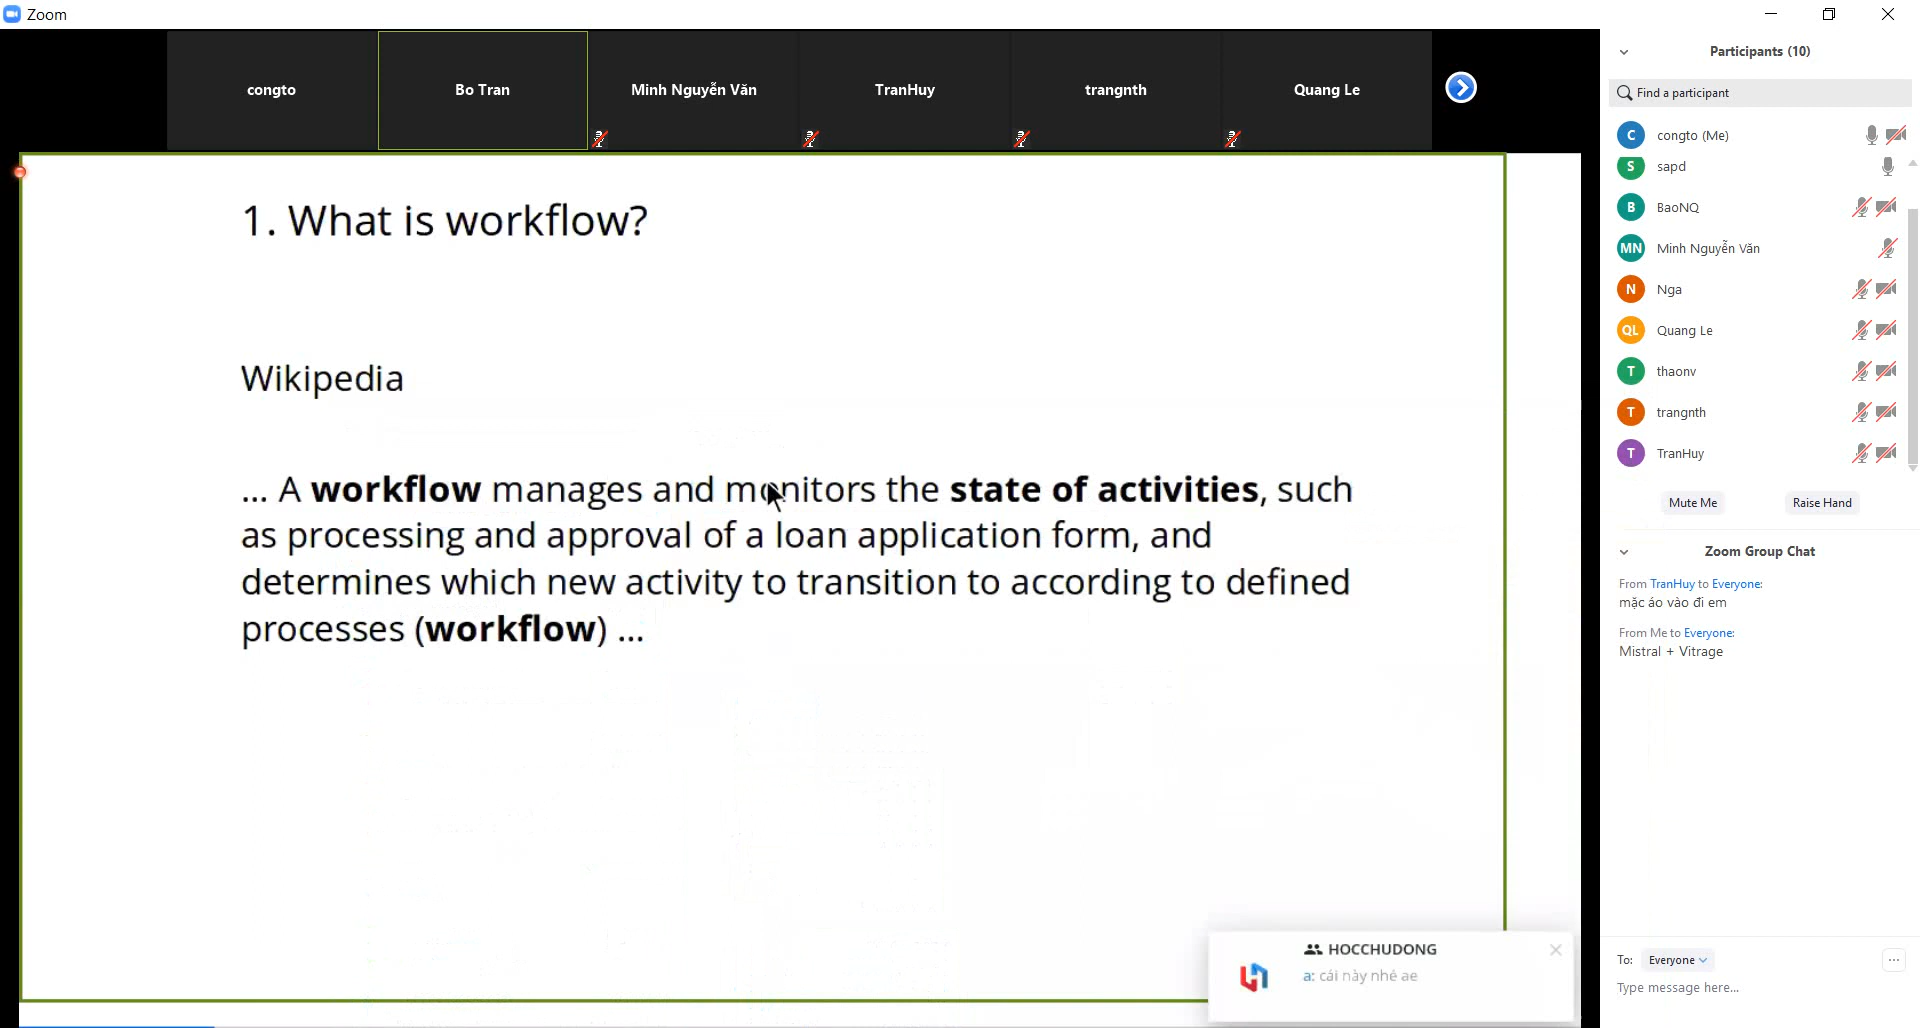 Zoom
congto
Bo Tran
Minh Nguyễn Văn
TranHuy
trangnth
Quang Le
1. What is workflow?
Wikipedia
... A workflow manages and monitors the state of activities, such
as processing and approval of a loan application form, and
determines which new activity to transition to according to defined
processes (workflow) ...
HOCCHUDONG
a: cái này nhé ae
Participants (10)
Find a participant
C congto (Me)
S sapd
B BaoNQ
MN Minh Nguyễn Văn
N Nga
QL Quang Le
T thaonv
T trangnth
T TranHuy
Mute Me Raise Hand
Zoom Group Chat
From TranHuy to Everyone:
mặc áo vào đi em
From Me to Everyone:
Mistral + Vitrage
To: Everyone
Type message here...